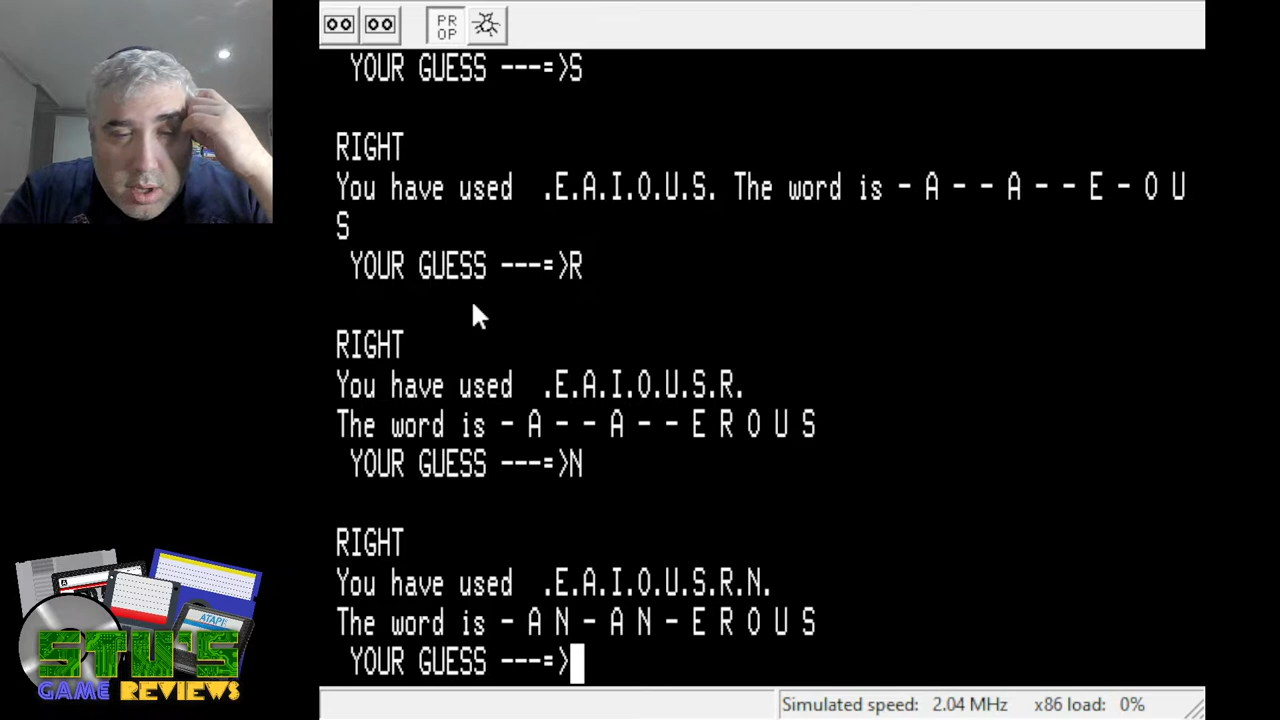 PR
OP
YOUR GUESS ---=>S
RIGHT
You have used .E.A.I.O.U.S. The word is - A - - A - - E - O U
S
YOUR GUESS ---=>R
RIGHT
You have used .E.A.I.O.U.S.R.
The word is - A - - A - - E R O U S
YOUR GUESS ---=>N
RIGHT
You have used .E.A.I.O.U.S.R.N.
The word is - A N - A N - E R O U S
YOUR GUESS ---=>
ATARI
STU'S
GAME REVIEWS
Simulated speed: 2.04 MHz x86 load: 0%